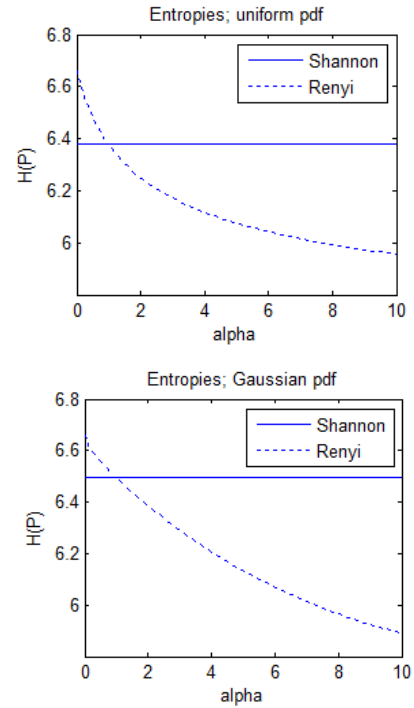 Entropies; uniform pdf
6.8
6.6
6.4
6.2
6
H(P)
Shannon
Renyi
0 2 4 6 8 10
alpha
Entropies; Gaussian pdf
6.8
6.6
6.4
6.2
6
H(P)
Shannon
Renyi
0 2 4 6 8 10
alpha